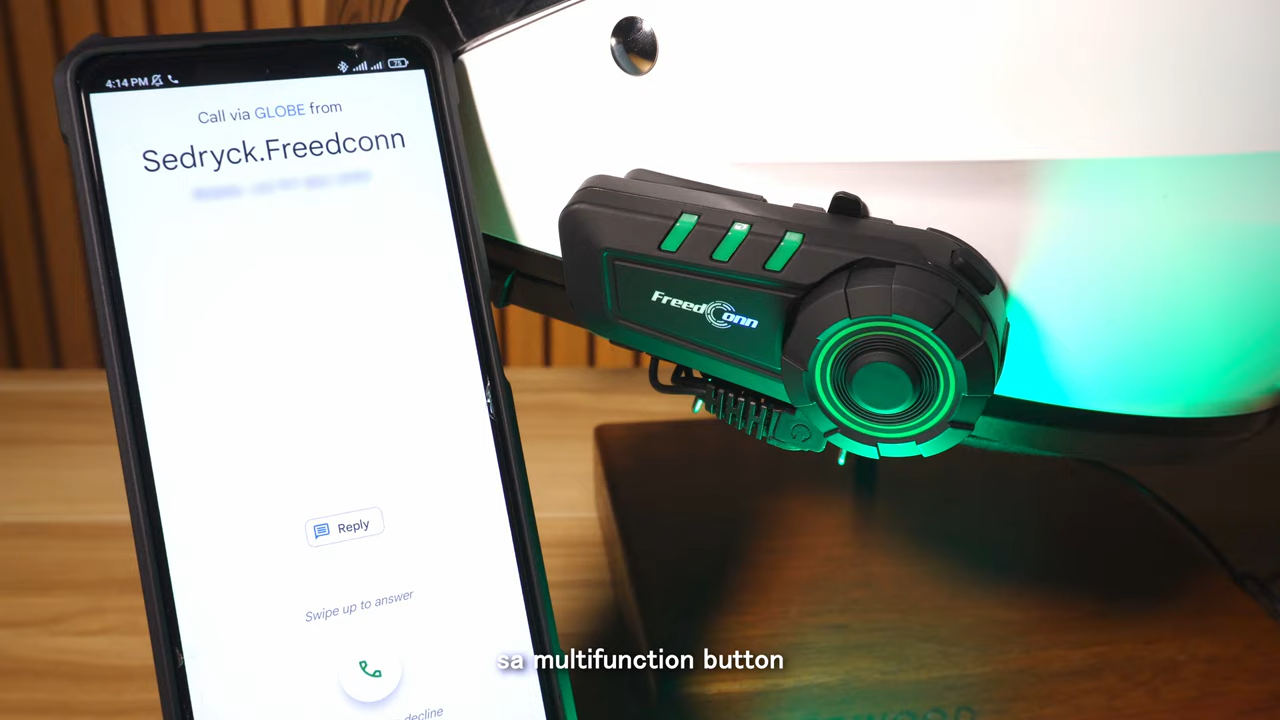 4:14 PM
75
Call via GLOBE from
Sedryck.Freedconn
FreedConn
Reply
Swipe up to answer
decline
sa multifunction button